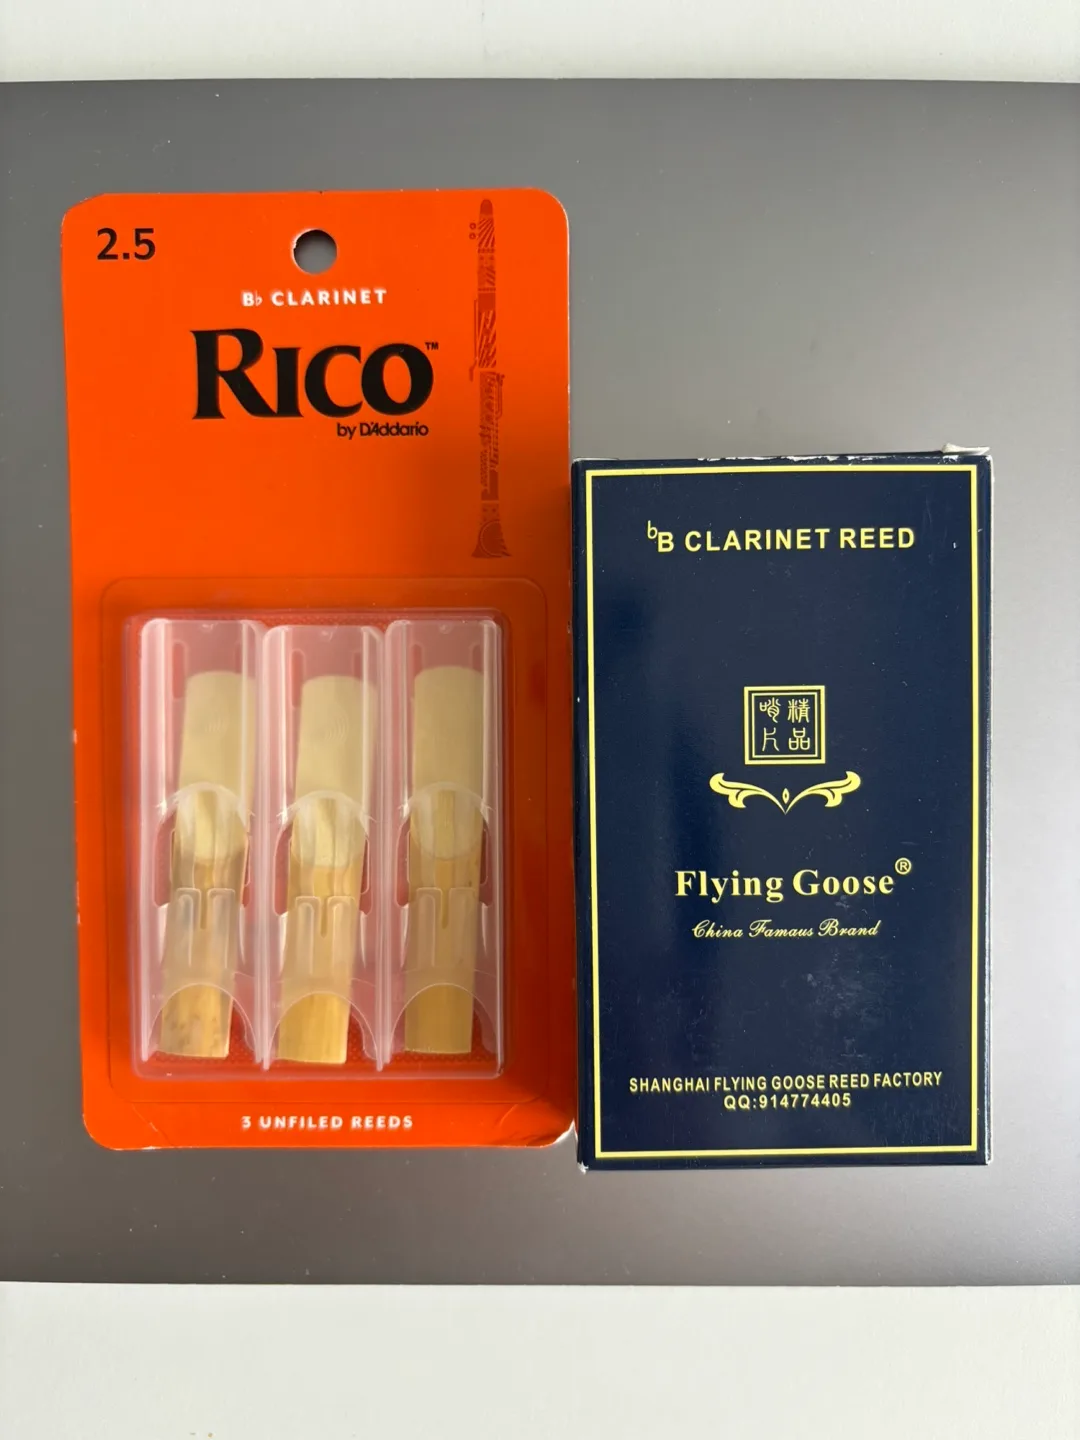 2.5
B♭ CLARINET
RICO™
by D'Addario
3 UNFILED REEDS
bB CLARINET REED
精品
哨片
Flying Goose®
China Famaus Brand
SHANGHAI FLYING GOOSE REED FACTORY
QQ:914774405